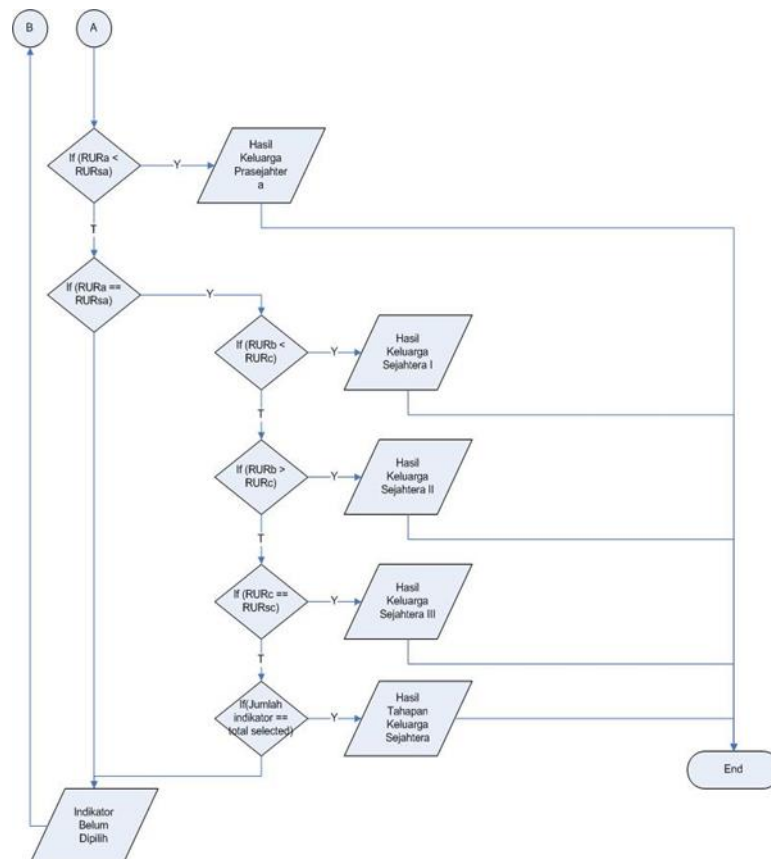 B
A
If (RURa <
RURsa)
Y
Hasil
Keluarga
Prasejahter
a
T
If (RURa ==
RURsa)
Y
If (RURb <
RURc)
Y
Hasil
Keluarga
Sejahtera I
T
If (RURb >
RURc)
Y
Hasil
Keluarga
Sejahtera II
T
If (RURc ==
RURsc)
Y
Hasil
Keluarga
Sejahtera III
T
If(Jumlah
indikator ==
total selected)
Y
Hasil
Tahapan
Keluarga
Sejahtera
End
Indikator
Belum
Dipilih